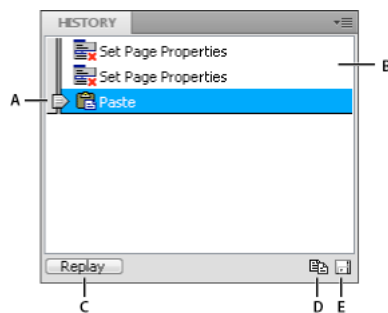 HISTORY
Set Page Properties
B
Set Page Properties
A
Paste
Replay
C
D
E